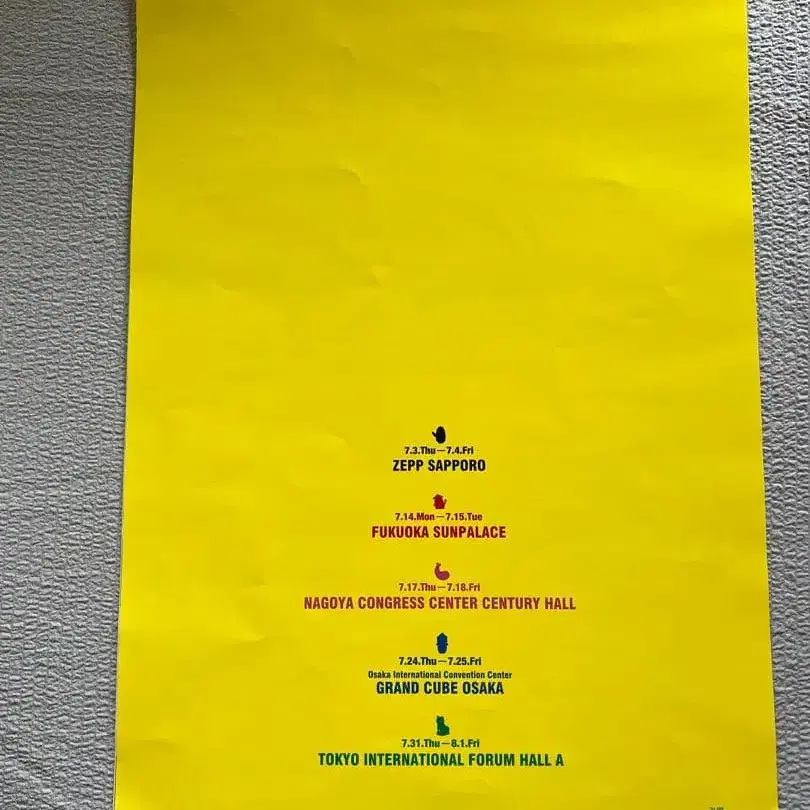 7.3.Thu—7.4.Fri
ZEPP SAPPORO
7.14.Mon—7.15.Tue
FUKUOKA SUNPALACE
7.17.Thu—7.18.Fri
NAGOYA CONGRESS CENTER CENTURY HALL
7.24.Thu—7.25.Fri
Osaka International Convention Center
GRAND CUBE OSAKA
7.31.Thu—8.1.Fri
TOKYO INTERNATIONAL FORUM HALL A